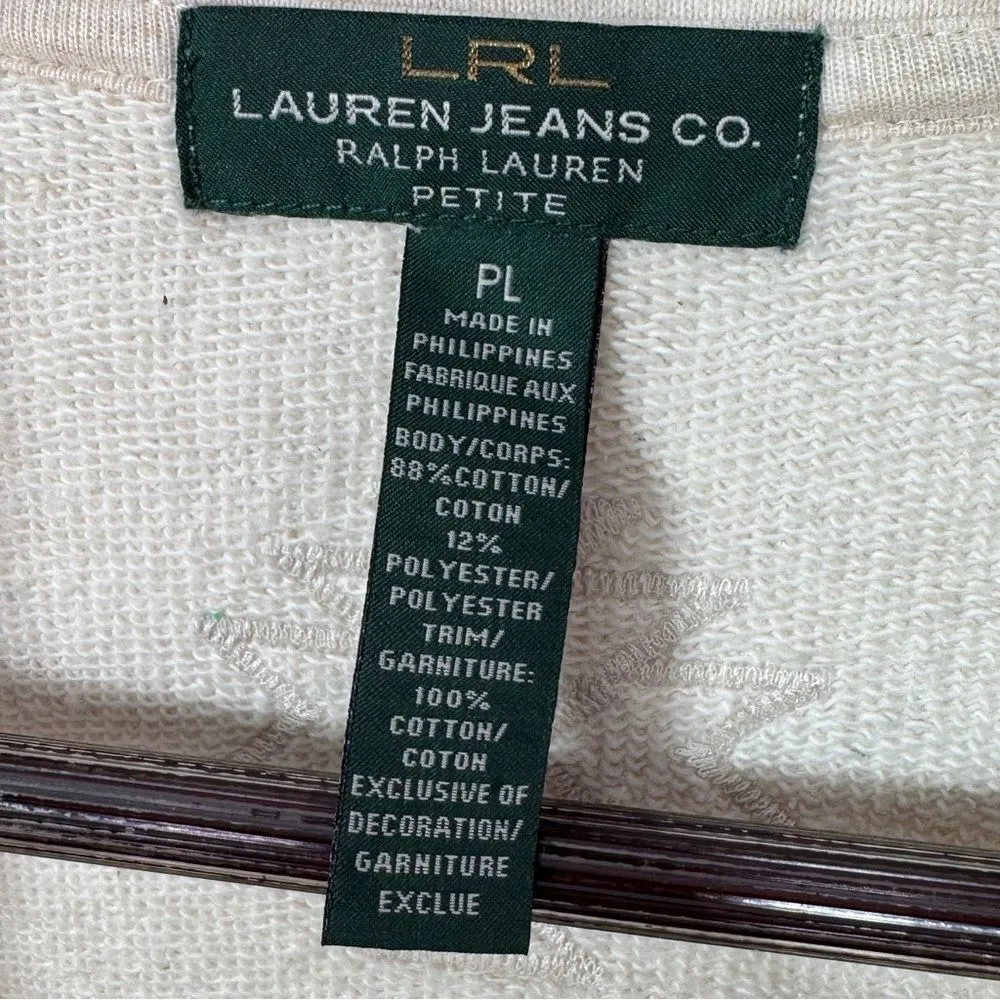 LRL
LAUREN JEANS CO.
RALPH LAUREN
PETITE
PL
MADE IN
PHILIPPINES
FABRIQUE AUX
PHILIPPINES
BODY/CORPS:
88%COTTON/
COTON
12%
POLYESTER/
POLYESTER
TRIM/
GARNITURE:
100%
COTTON/
COTON
EXCLUSIVE OF
DECORATION/
GARNITURE
EXCLUE